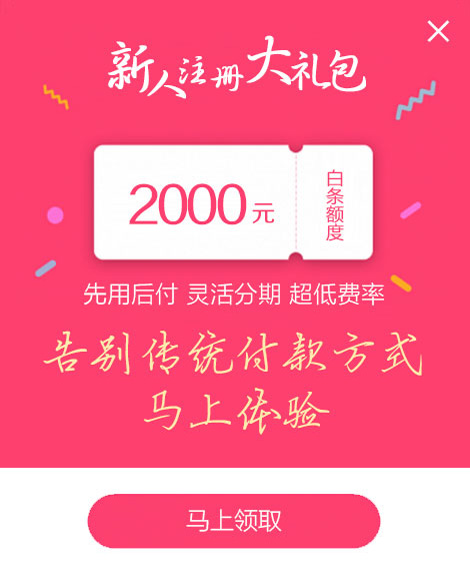 新人注册大礼包
2000元
白条额度
先用后付 灵活分期 超低费率
告别传统付款方式
马上体验
马上领取